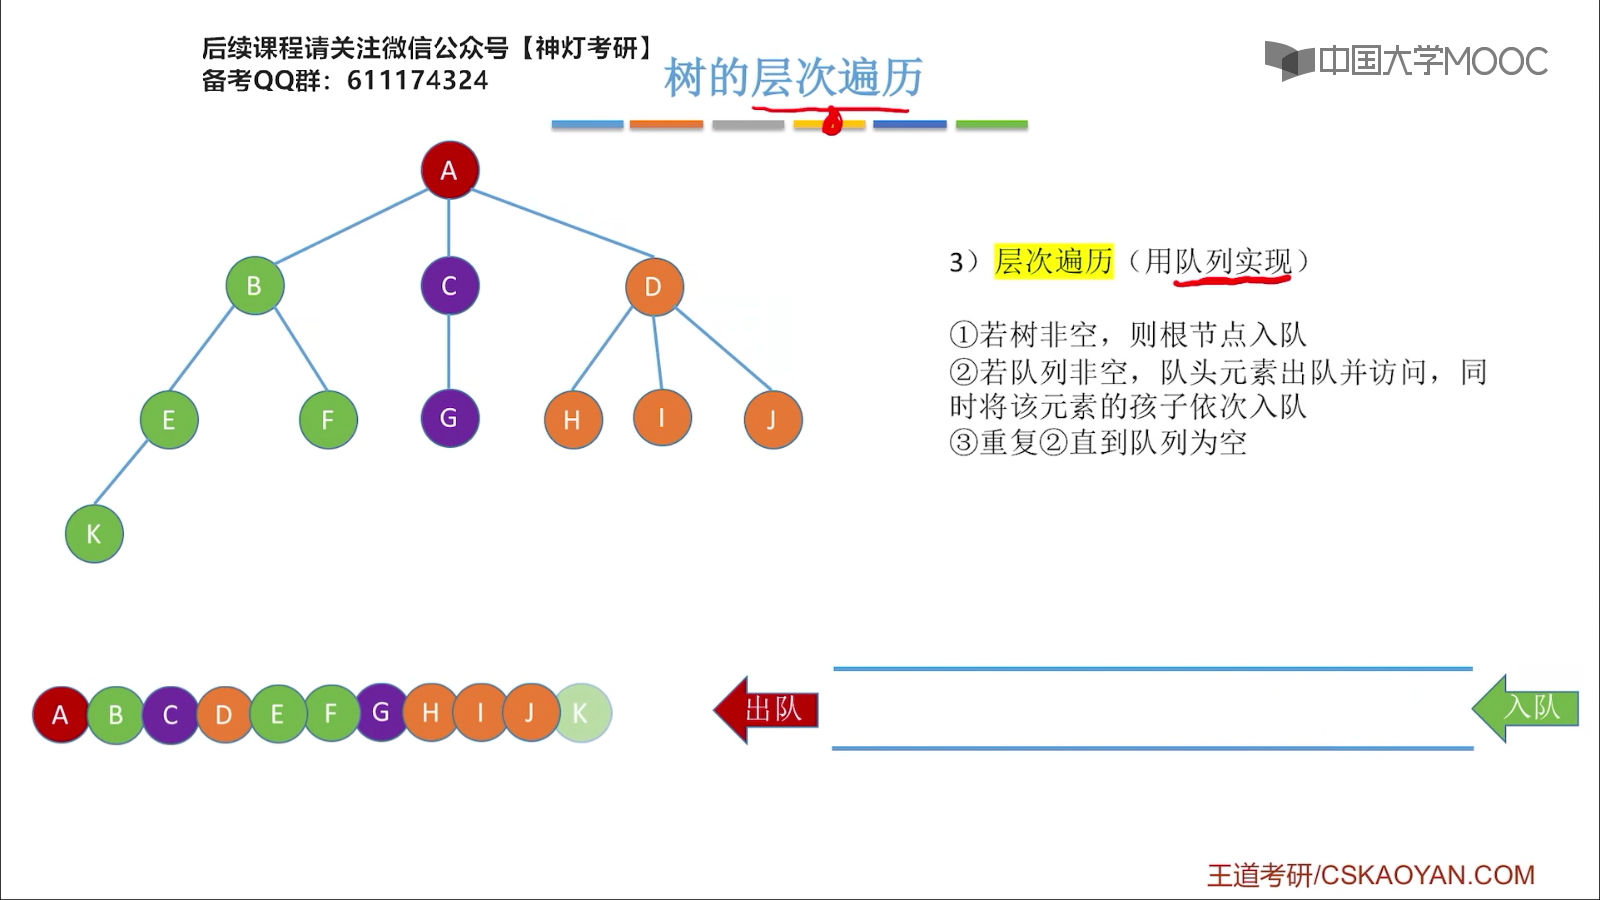 后续课程请关注微信公众号【神灯考研】
备考QQ群：611174324
树的层次遍历
中国大学MOOC
A
B
C
D
E
F
G
H
I
J
K
3）层次遍历（用队列实现）
①若树非空，则根节点入队
②若队列非空，队头元素出队并访问，同
时将该元素的孩子依次入队
③重复②直到队列为空
A B C D E F G H I J K
出队
入队
王道考研/CSKAOYAN.COM